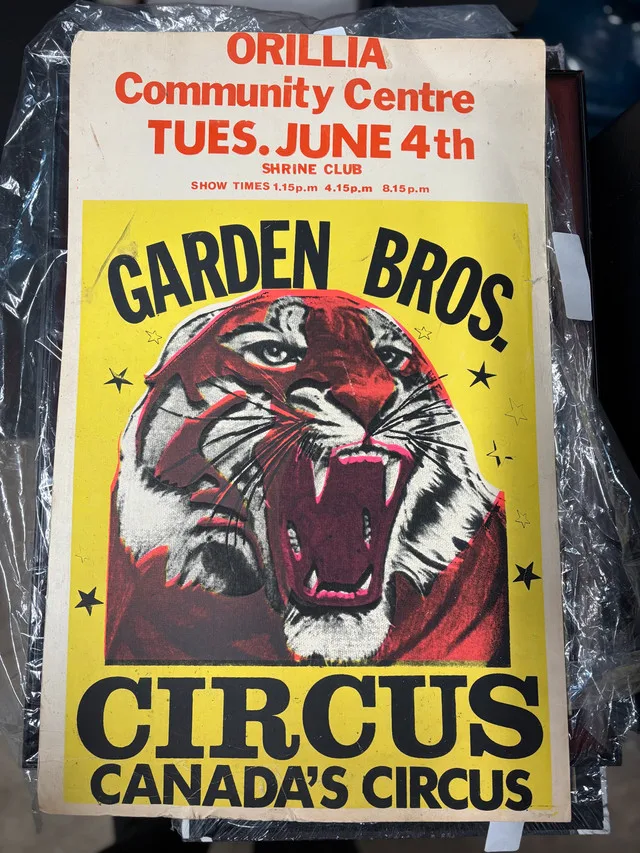 ORILLIA
Community Centre
TUES. JUNE 4th
SHRINE CLUB
SHOW TIMES 1.15p.m 4.15p.m 8.15p.m
GARDEN BROS.
CIRCUS
CANADA'S CIRCUS